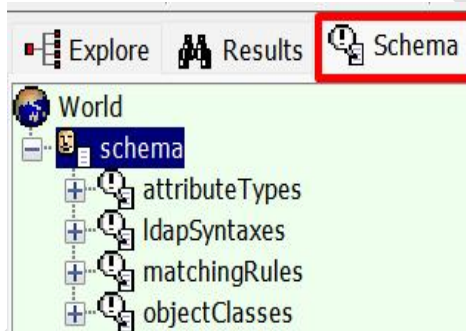 Explore Results Schema
World
schema
attributeTypes
ldapSyntaxes
matchingRules
objectClasses